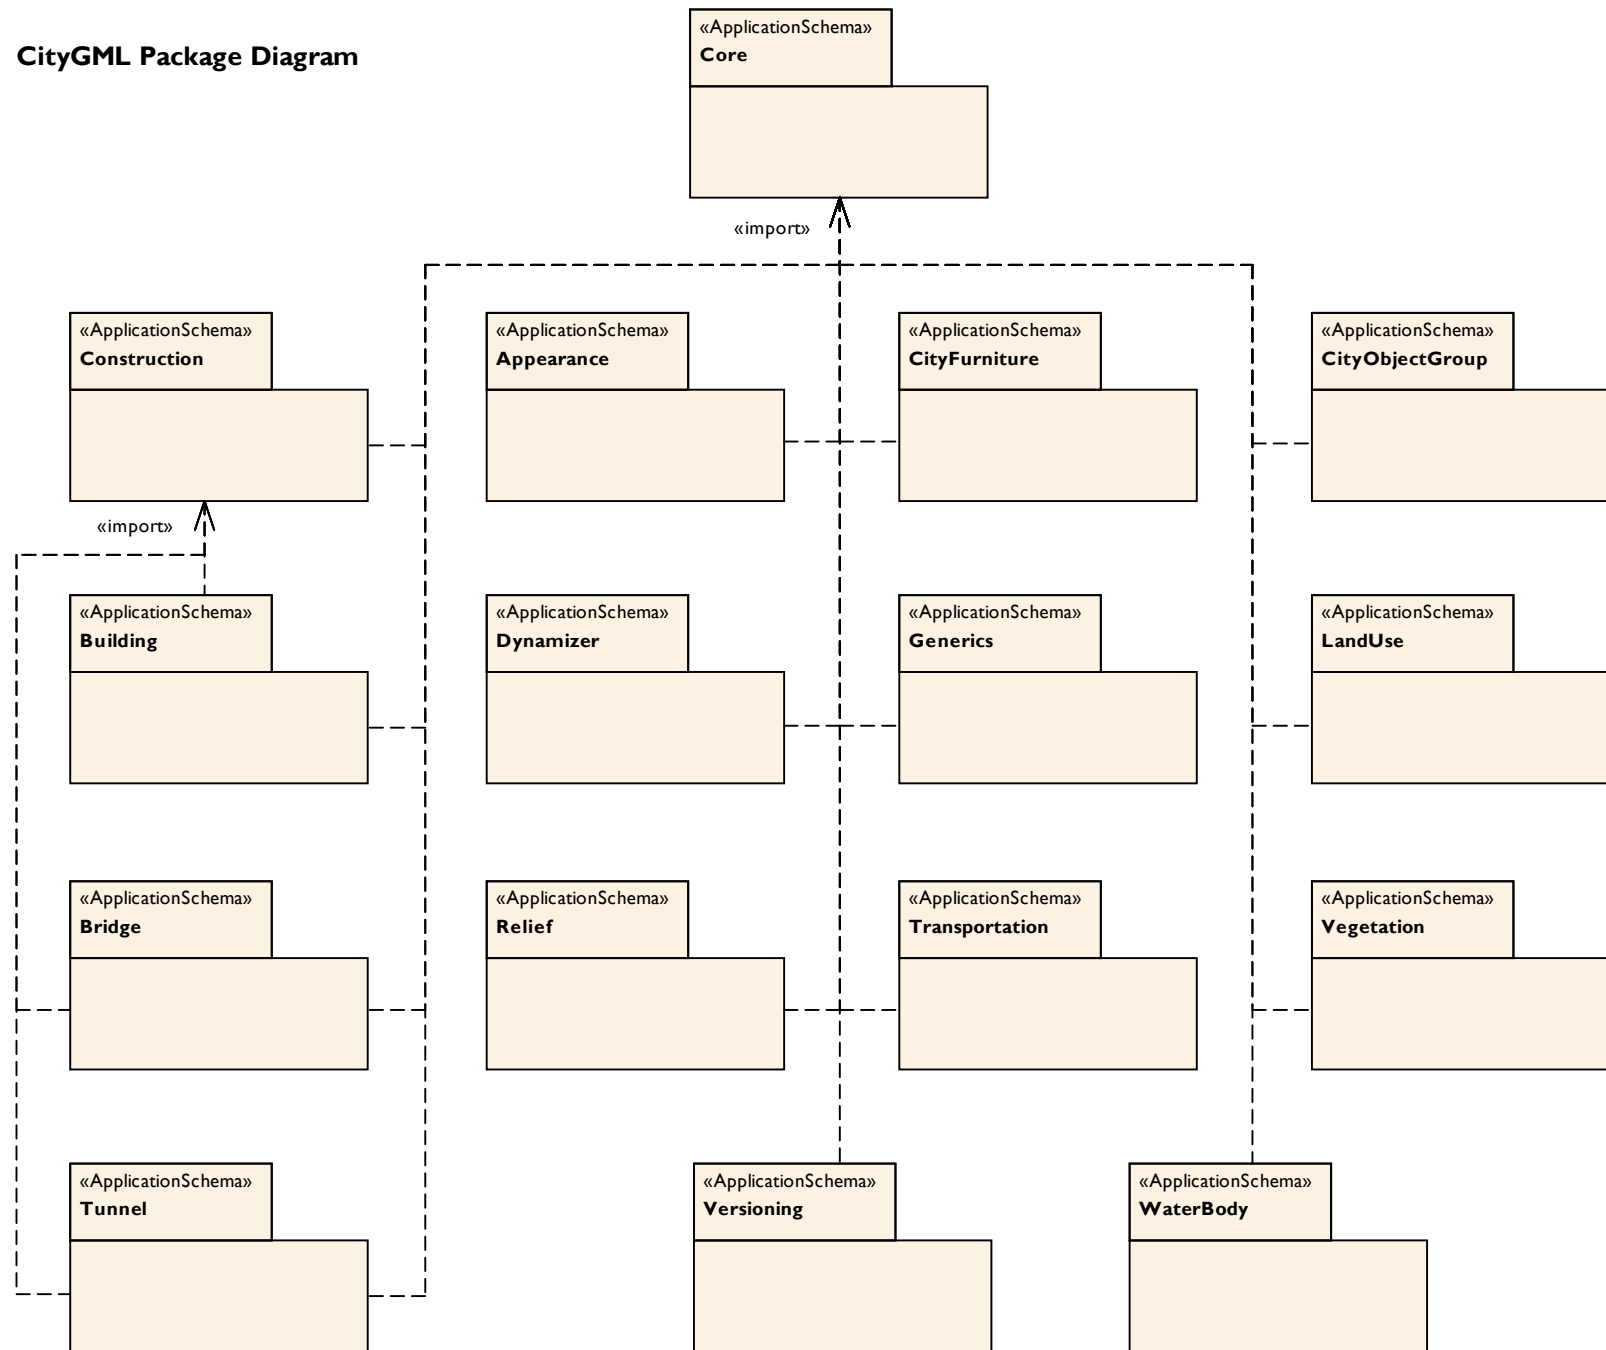 CityGML Package Diagram
«ApplicationSchema»
Core
«import»
«ApplicationSchema»
Construction
«ApplicationSchema»
Appearance
«ApplicationSchema»
CityFurniture
«ApplicationSchema»
CityObjectGroup
«import»
«ApplicationSchema»
Building
«ApplicationSchema»
Dynamizer
«ApplicationSchema»
Generics
«ApplicationSchema»
LandUse
«ApplicationSchema»
Bridge
«ApplicationSchema»
Relief
«ApplicationSchema»
Transportation
«ApplicationSchema»
Vegetation
«ApplicationSchema»
Tunnel
«ApplicationSchema»
Versioning
«ApplicationSchema»
WaterBody